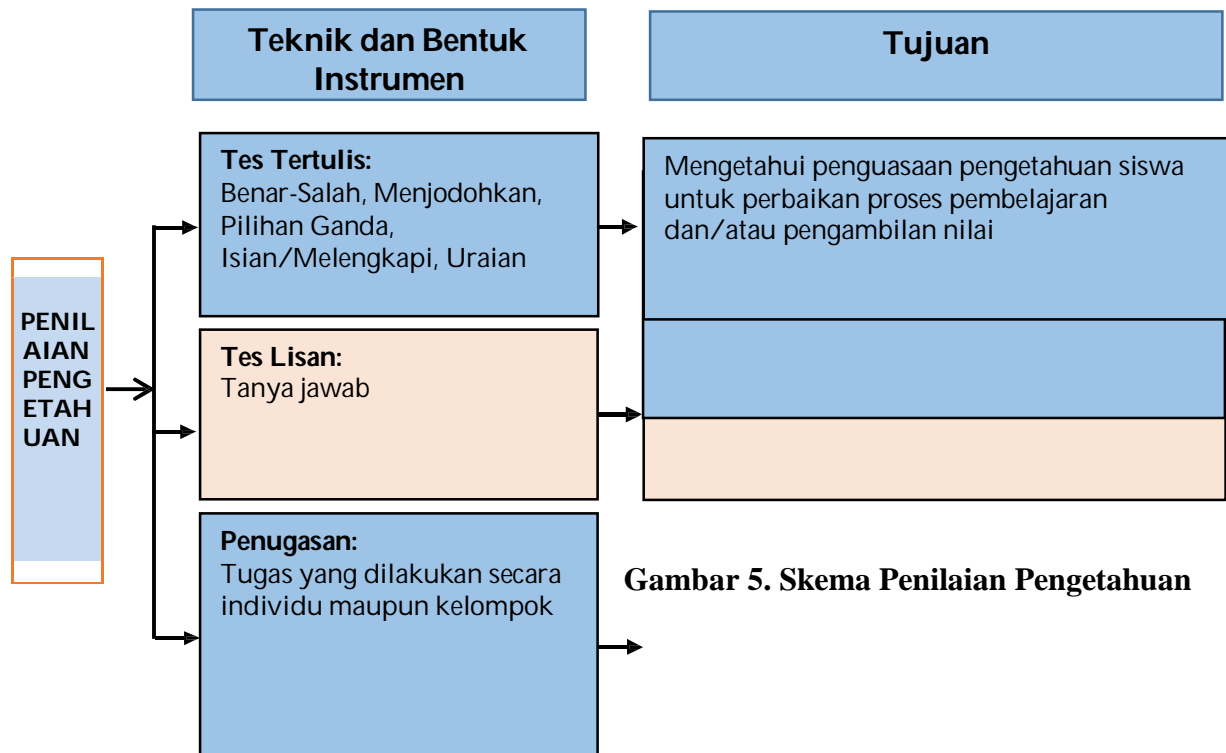 Teknik dan Bentuk
Instrumen
Tujuan
PENIL
AIAN
PENG
ETAH
UAN
Tes Tertulis:
Benar-Salah, Menjodohkan,
Pilihan Ganda,
Isian/Melengkapi, Uraian
Mengetahui penguasaan pengetahuan siswa
untuk perbaikan proses pembelajaran
dan/atau pengambilan nilai
Tes Lisan:
Tanya jawab
Penugasan:
Tugas yang dilakukan secara
individu maupun kelompok
Gambar 5. Skema Penilaian Pengetahuan